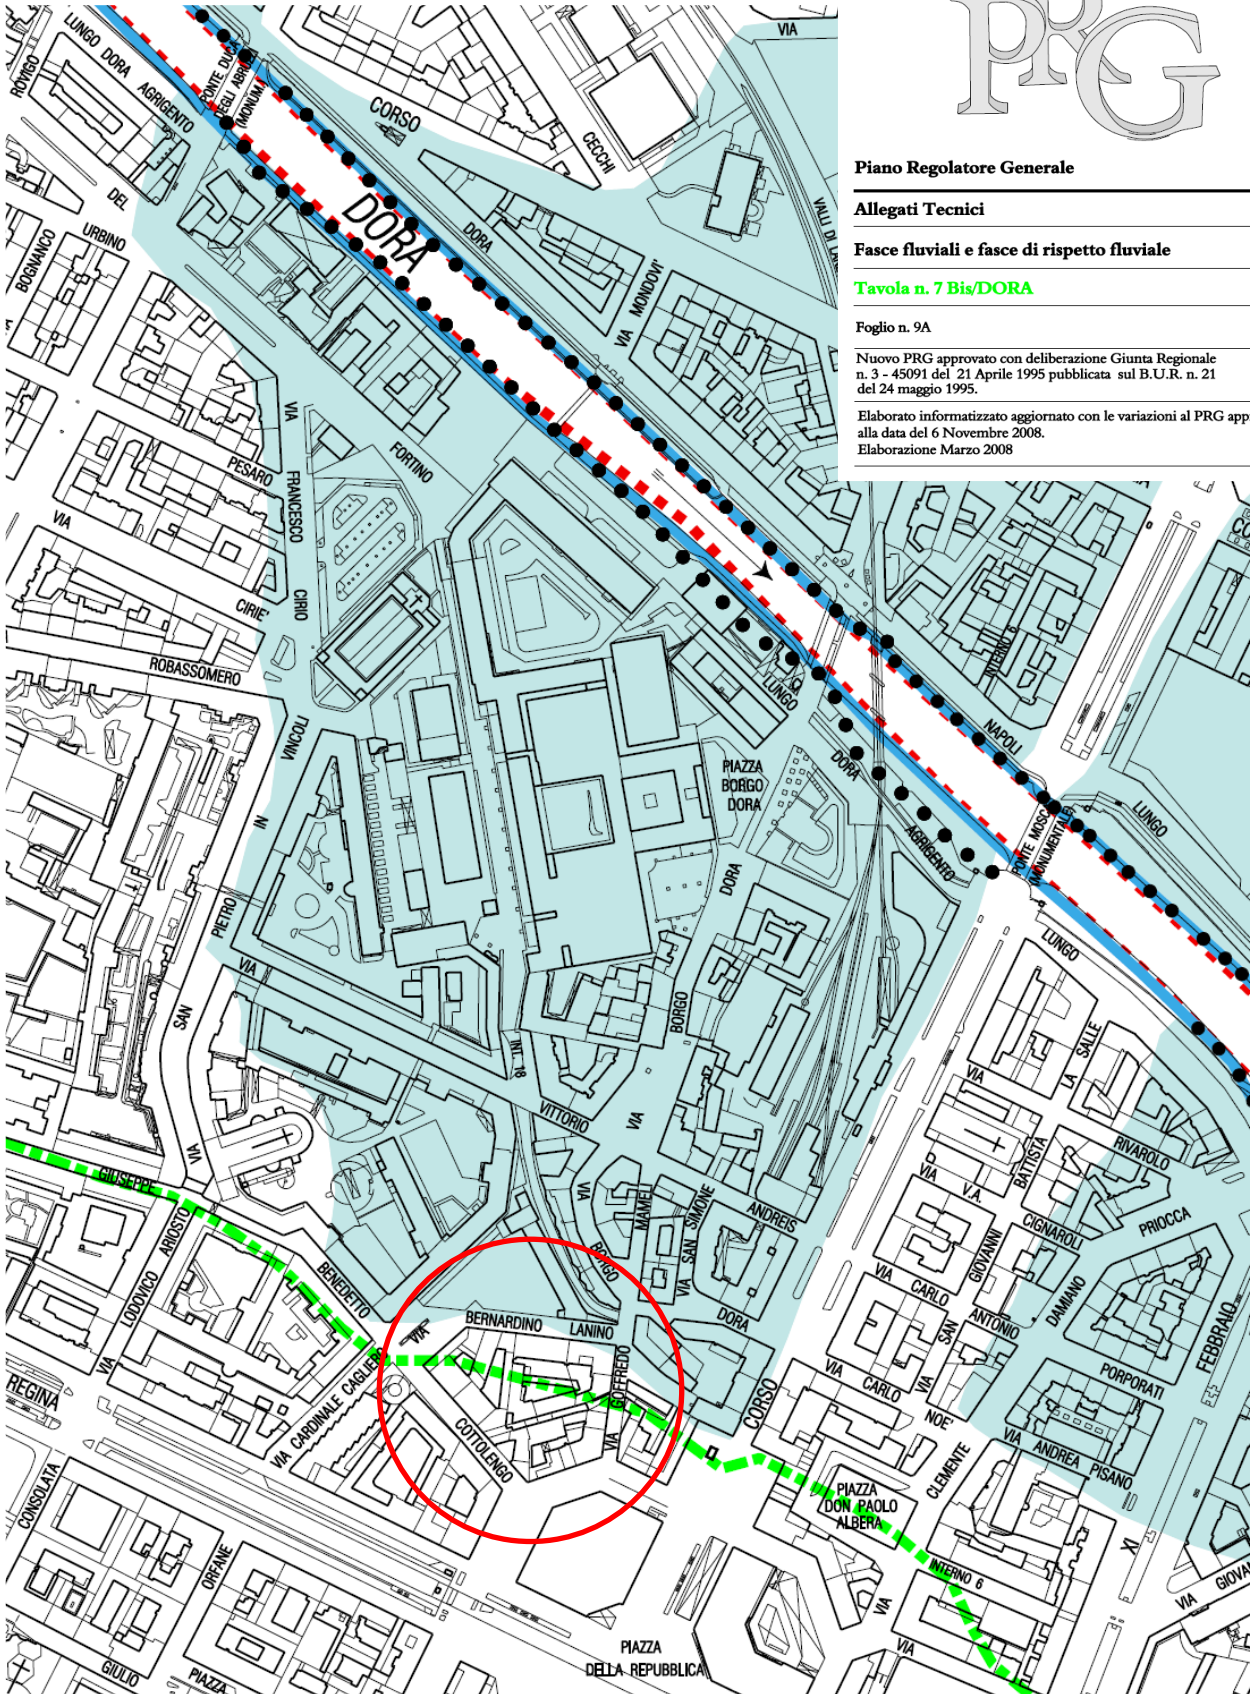 PRG
Piano Regolatore Generale
Allegati Tecnici
Fasce fluviali e fasce di rispetto fluviale
Tavola n. 7 Bis/DORA
Foglio n. 9A
Nuovo PRG approvato con deliberazione Giunta Regionale
n. 3 - 45091 del 21 Aprile 1995 pubblicata sul B.U.R. n. 21
del 24 maggio 1995.
Elaborato informatizzato aggiornato con le variazioni al PRG app
alla data del 6 Novembre 2008.
Elaborazione Marzo 2008
VIA
LUNGO DORA
AGRIGENTO
ROVIGO
PONTE DUCA
DEGLI ABRUZZI
(MONUM.)
CORSO
CECCHI
DEL
URBINO
BOGNANCO
DORA
DORA
VIA MONDOVI'
VALLI DI LAN
VIA
FRANCESCO
CIRIO
FORTINO
PESARO
VIA
CIRIE'
ROBASSOMERO
VINCOLI
IN
PIETRO
SAN
VIA
INTERNO 6
NAPOLI
LUNGO
DORA
AGRIGENTO
PIAZZA
BORGO
DORA
PONTE MOSCA
(MONUMENTALE)
LUNGO
LUNGO
DORA
BORGO
VIA
VIA
INT. 18
VITTORIO
ANDREIS
VIA
BORGO
DORA
MAMELI
GOFFREDO
VIA
VIA SAN SIMONE
GIUSEPPE
BENEDETTO
COTTOLENGO
VIA
BERNARDINO LANINO
VIA LODOVICO ARIOSTO
VIA CARDINALE CAGLIERO
REGINA
CONSOLATA
ORFANE
GIULIO
PIAZZA
PIAZZA
DELLA REPUBBLICA
CORSO
VIA LA SALLE
VIA
RIVAROLO
VIA V.A.
CIGNAROLI
BATTISTA
GIOVANNI
SAN
VIA
PRIOCCA
VIA CARLO ANTONIO
PORPORATI
DAMIANO
NOE'
VIA CARLO
CLEMENTE
VIA ANDREA PISANO
XI FEBBRAIO
PIAZZA
DON PAOLO
ALBERA
INTERNO 6
VIA
VIA
VIA GIOVA